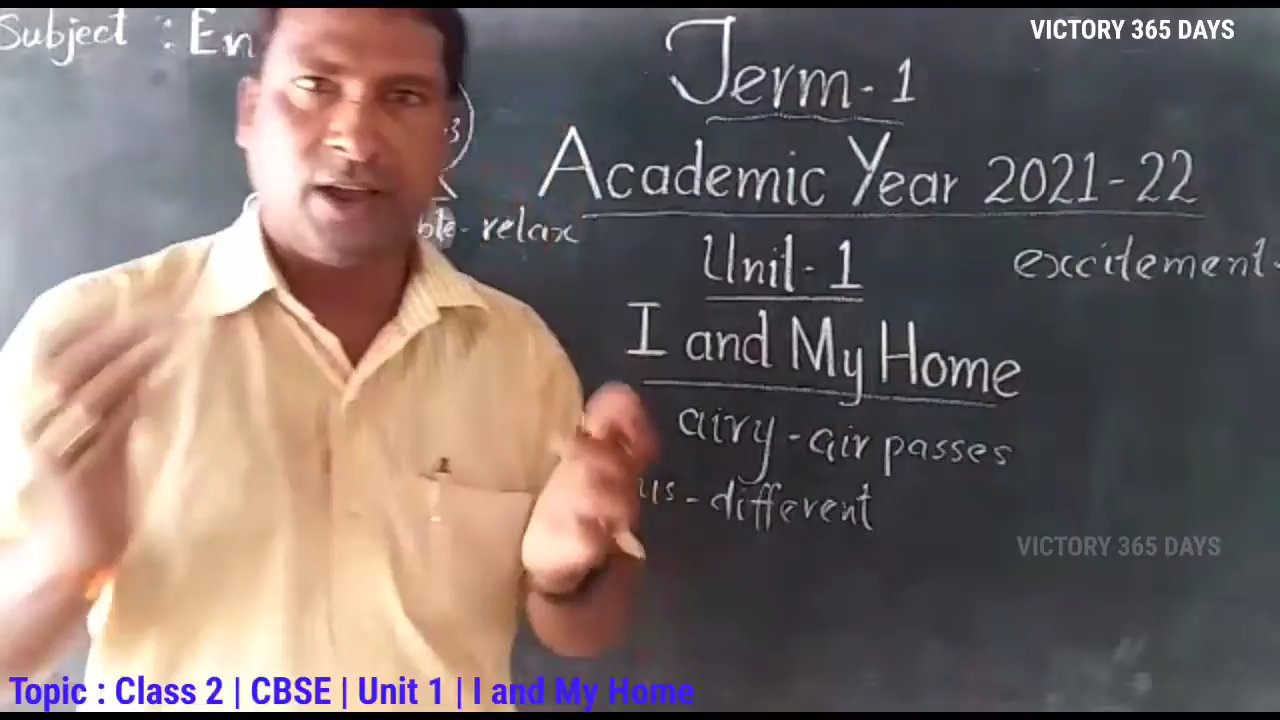 Subject : En
VICTORY 365 DAYS
Term - 1
Academic Year 2021-22
relax
Unit - 1
excitement-
I and My Home
airy - air passes
us - different
VICTORY 365 DAYS
Topic : Class 2 | CBSE | Unit 1 | I and My Home